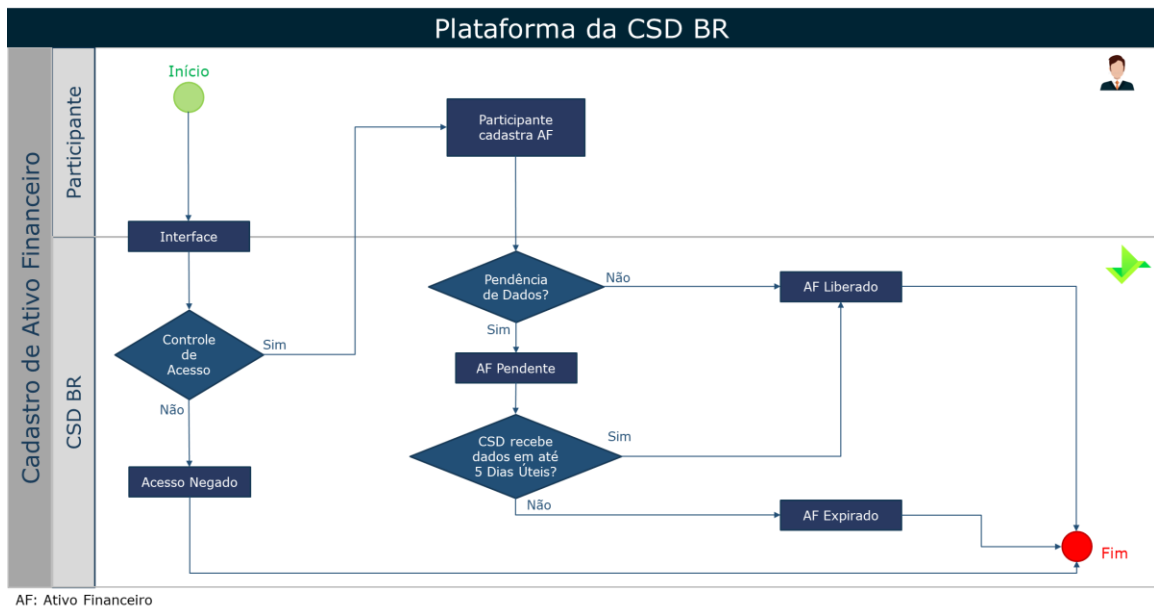 Plataforma da CSD BR
Cadastro de Ativo Financeiro
Participante
CSD BR
Início
Interface
Controle
de
Acesso
Sim
Não
Acesso Negado
Participante
cadastra AF
Pendência
de Dados?
Não
Sim
AF Liberado
AF Pendente
CSD recebe
dados em até
5 Dias Úteis?
Sim
Não
AF Expirado
Fim
AF: Ativo Financeiro